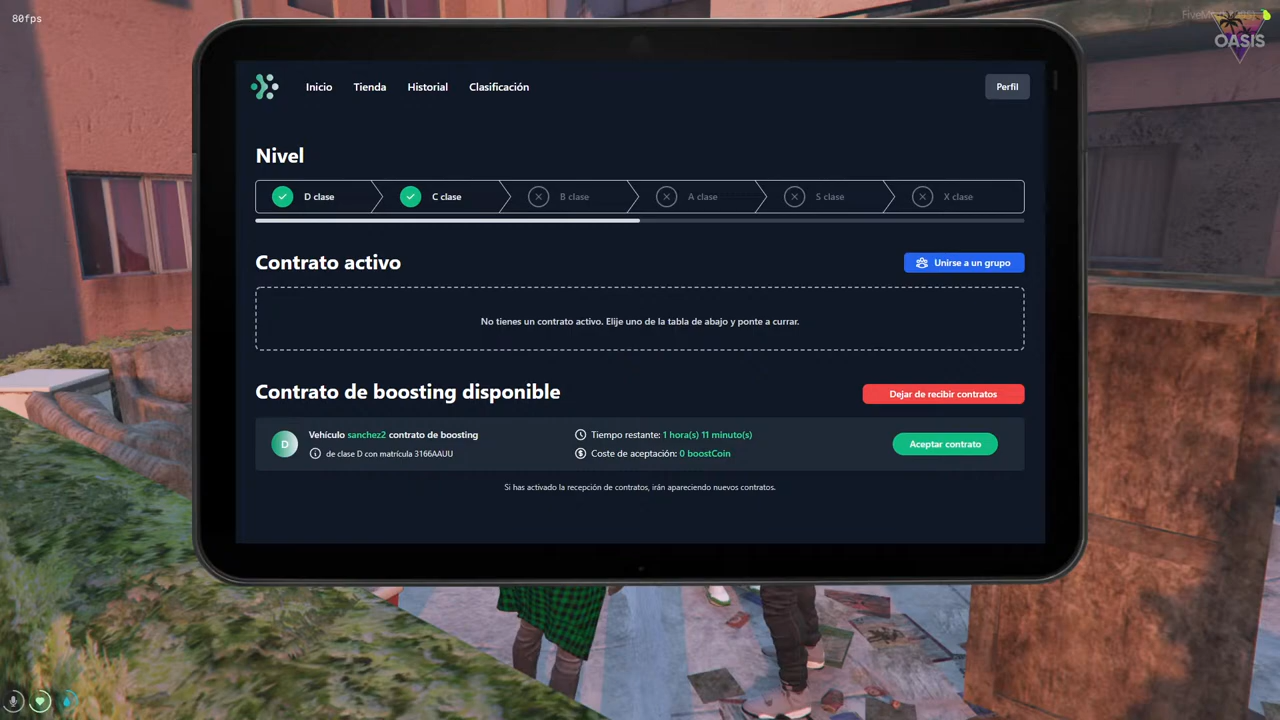 80fps
OASIS
Inicio
Tienda
Historial
Clasificación
Perfil
Nivel
D clase
C clase
B clase
A clase
S clase
X clase
Contrato activo
Unirse a un grupo
No tienes un contrato activo. Elije uno de la tabla de abajo y ponte a currar.
Contrato de boosting disponible
Dejar de recibir contratos
D
Vehículo sanchez2 contrato de boosting
de clase D con matrícula 3166AAUU
Tiempo restante: 1 hora(s) 11 minuto(s)
Coste de aceptación: 0 boostCoin
Aceptar contrato
Si has activado la recepción de contratos, irán apareciendo nuevos contratos.